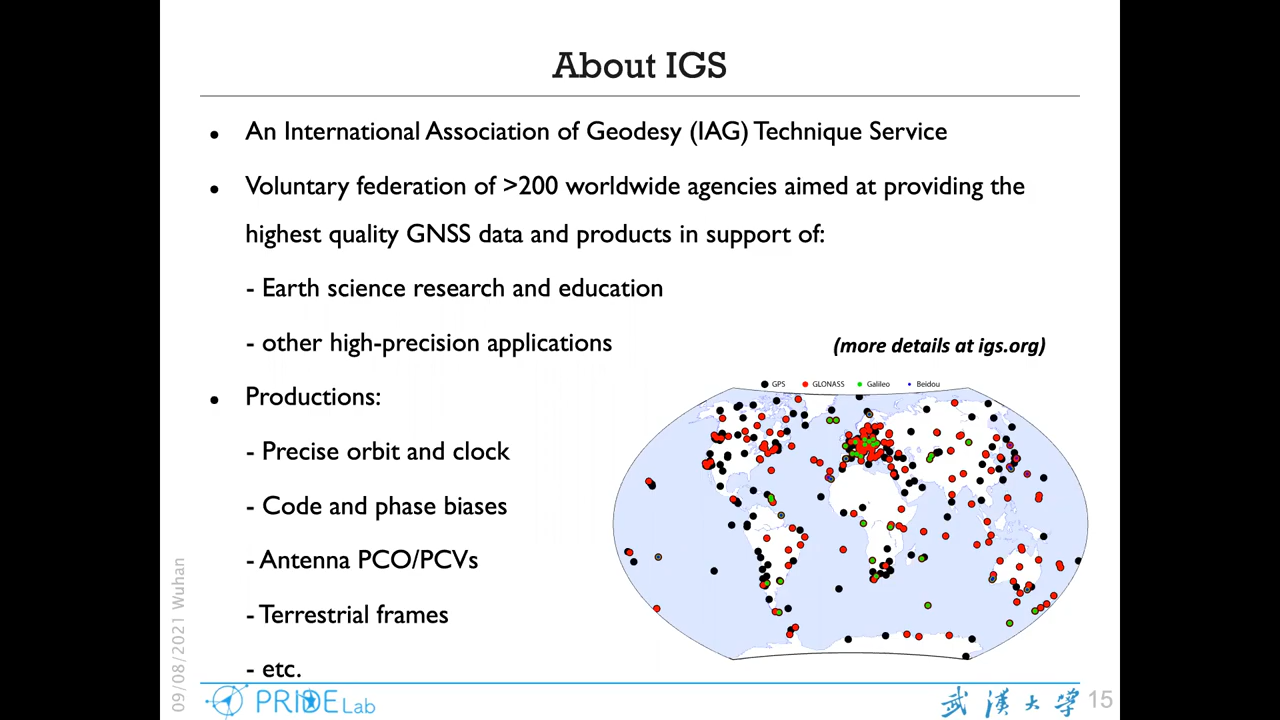 About IGS
• An International Association of Geodesy (IAG) Technique Service
• Voluntary federation of >200 worldwide agencies aimed at providing the
highest quality GNSS data and products in support of:
- Earth science research and education
- other high-precision applications
(more details at igs.org)
• Productions:
- Precise orbit and clock
- Code and phase biases
- Antenna PCO/PCVs
- Terrestrial frames
- etc.
GPS GLONASS Galileo Beidou
09/08/2021 Wuhan
PRIDE Lab
武汉大学 15